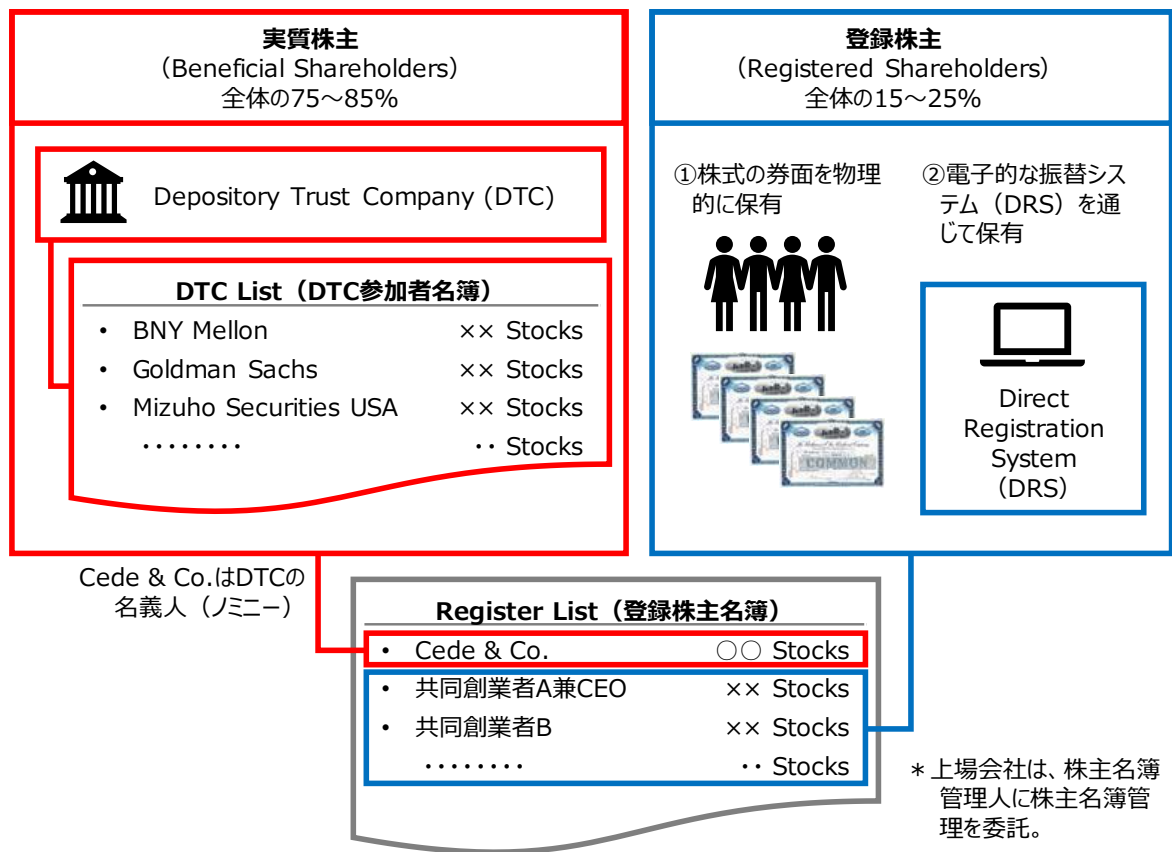 実質株主
（Beneficial Shareholders）
全体の75～85%
Depository Trust Company (DTC)
DTC List（DTC参加者名簿）
• BNY Mellon ×× Stocks
• Goldman Sachs ×× Stocks
• Mizuho Securities USA ×× Stocks
‥‥‥‥ ‥ Stocks
登録株主
（Registered Shareholders）
全体の15～25%
①株式の券面を物理
的に保有
②電子的な振替シス
テム（DRS）を通
じて保有
COMMON
Direct
Registration
System
（DRS）
Cede & Co.はDTCの
名義人（ノミニー）
Register List（登録株主名簿）
• Cede & Co. ○○ Stocks
• 共同創業者A兼CEO ×× Stocks
• 共同創業者B ×× Stocks
‥‥‥‥ ‥ Stocks
＊上場会社は、株主名簿
管理人に株主名簿管
理を委託。